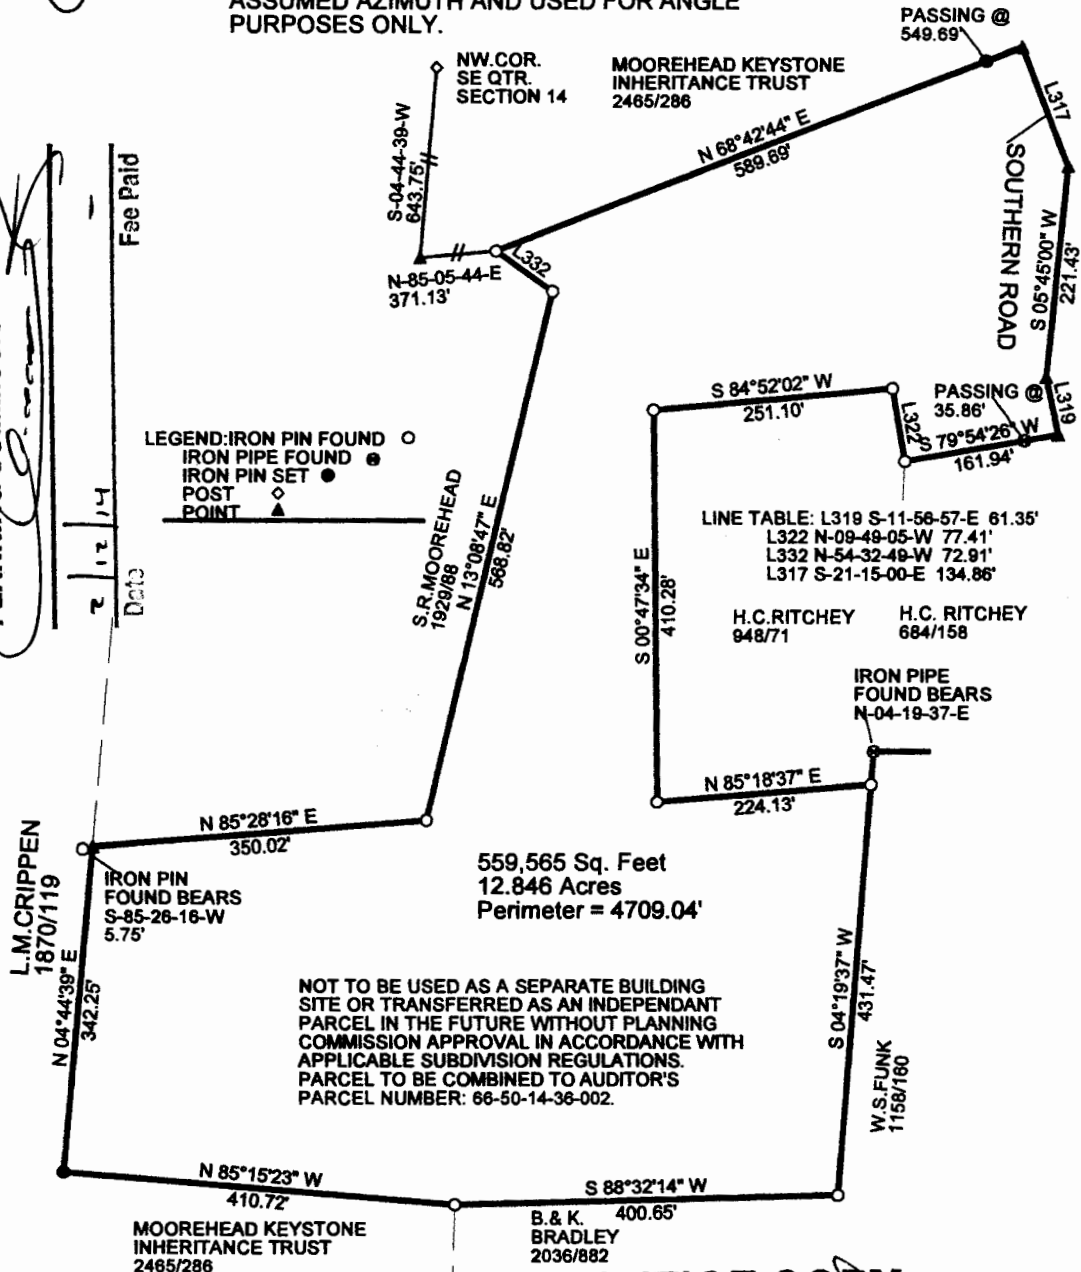 ASSUMED AZIMUTH AND USED FOR ANGLE
PURPOSES ONLY.
PASSING @
549.69'
NW.COR.
SE QTR.
SECTION 14
MOOREHEAD KEYSTONE
INHERITANCE TRUST
2465/286
N 68°42'44" E
589.69'
L317
SOUTHERN ROAD
S-04-44-39-W
643.75'
N-85-05-44-E
371.13'
L332
S 05°45'00" W
221.43'
Fee Paid
S 84°52'02" W
251.10'
PASSING @
35.86'
L319
L322
S 79°54'26" W
161.94'
LEGEND:IRON PIN FOUND
IRON PIPE FOUND
IRON PIN SET
POST
POINT
2/12/14
Date
S.R.MOOREHEAD
1929/88
N 13°08'47" E
568.82'
LINE TABLE: L319 S-11-56-57-E 61.35'
L322 N-09-49-05-W 77.41'
L332 N-54-32-49-W 72.91'
L317 S-21-15-00-E 134.86'
S 00°47'34" E
410.28'
H.C.RITCHEY
948/71
H.C. RITCHEY
684/158
IRON PIPE
FOUND BEARS
N-04-19-37-E
N 85°18'37" E
224.13'
N 85°28'16" E
350.02'
L.M.CRIPPEN
1870/119
IRON PIN
FOUND BEARS
S-85-26-16-W
5.75'
559,565 Sq. Feet
12.846 Acres
Perimeter = 4709.04'
N 04°44'39" E
342.25'
NOT TO BE USED AS A SEPARATE BUILDING
SITE OR TRANSFERRED AS AN INDEPENDANT
PARCEL IN THE FUTURE WITHOUT PLANNING
COMMISSION APPROVAL IN ACCORDANCE WITH
APPLICABLE SUBDIVISION REGULATIONS.
PARCEL TO BE COMBINED TO AUDITOR'S
PARCEL NUMBER: 66-50-14-36-002.
S 04°19'37" W
431.47'
W.S.FUNK
1158/160
N 85°15'23" W
410.72'
S 88°32'14" W
400.65'
MOOREHEAD KEYSTONE
INHERITANCE TRUST
2465/286
B.& K.
BRADLEY
2036/882